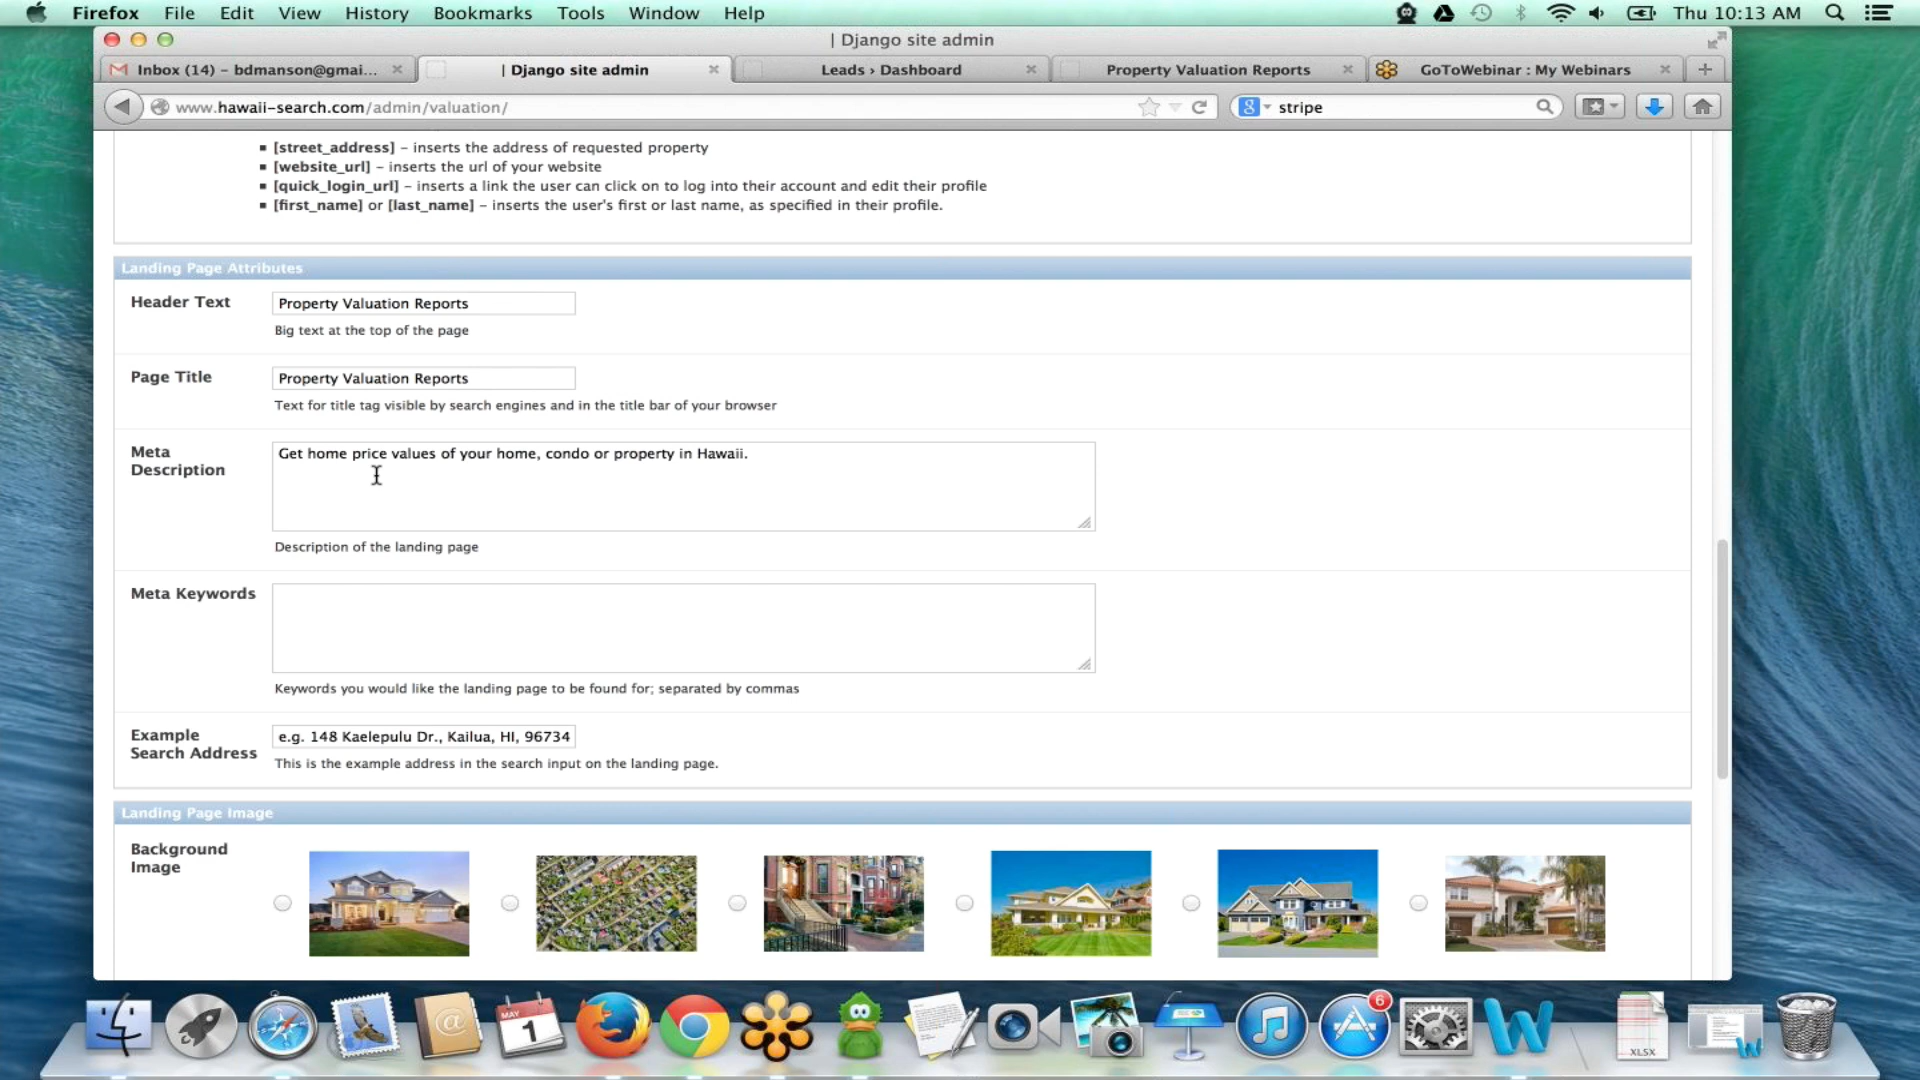 Firefox File Edit View History Bookmarks Tools Window Help Thu 10:13 AM
| Django site admin
Inbox (14) - bdmanson@gmai... | Django site admin Leads › Dashboard Property Valuation Reports GoToWebinar : My Webinars
www.hawaii-search.com/admin/valuation/ 8 stripe
[street_address] – inserts the address of requested property
[website_url] – inserts the url of your website
[quick_login_url] – inserts a link the user can click on to log into their account and edit their profile
[first_name] or [last_name] – inserts the user's first or last name, as specified in their profile.
Landing Page Attributes
Header Text Property Valuation Reports
Big text at the top of the page
Page Title Property Valuation Reports
Text for title tag visible by search engines and in the title bar of your browser
Meta Description
Get home price values of your home, condo or property in Hawaii.
Description of the landing page
Meta Keywords
Keywords you would like the landing page to be found for; separated by commas
Example Search Address
e.g. 148 Kaelepulu Dr., Kailua, HI, 96734
This is the example address in the search input on the landing page.
Landing Page Image
Background Image
MAY
1
6
XLSX